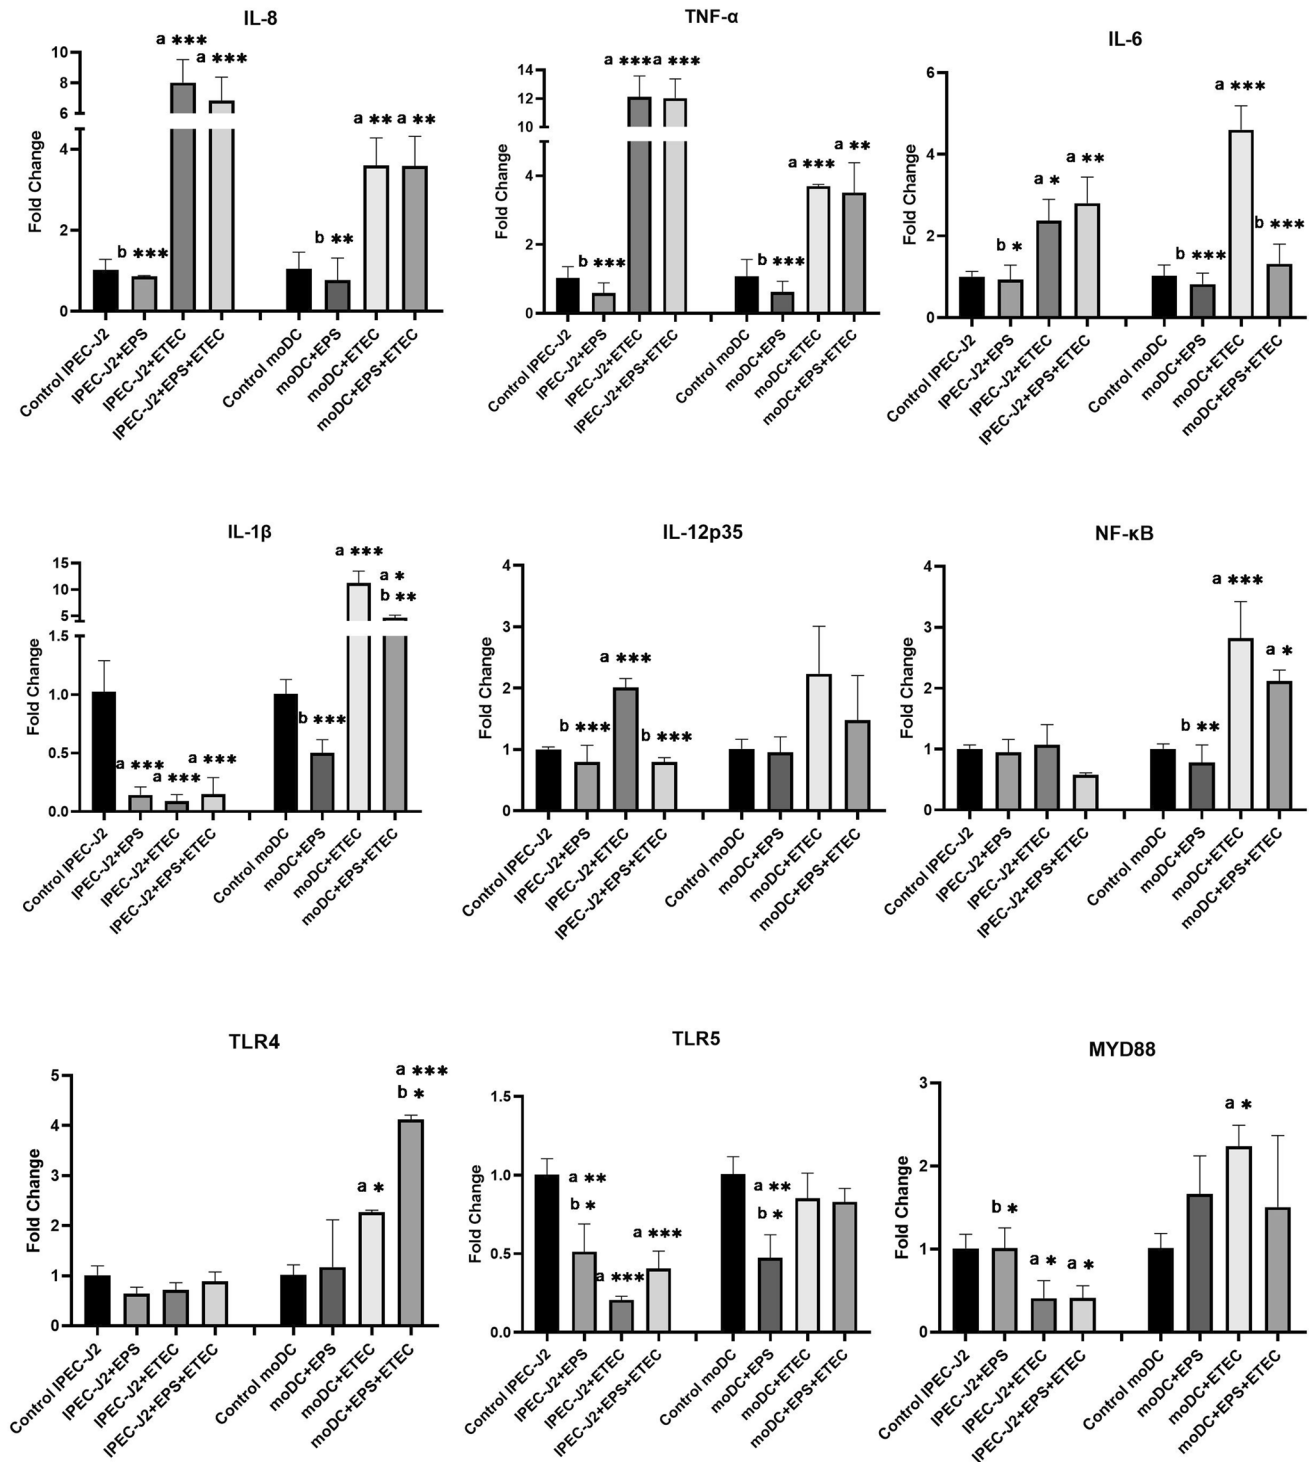 IL-8
a ∗∗∗
a ∗∗∗
10
8
6
4
2
0
Fold Change
a ∗∗ a ∗∗
b ∗∗∗
b ∗∗
Control IPEC-J2
IPEC-J2+EPS
IPEC-J2+ETEC
IPEC-J2+EPS+ETEC
Control moDC
moDC+EPS
moDC+ETEC
moDC+EPS+ETEC
TNF-α
a ∗∗∗a ∗∗∗
14
12
10
4
2
0
Fold Change
a ∗∗
a ∗∗∗
b ∗∗∗
b ∗∗∗
Control IPEC-J2
IPEC-J2+EPS
IPEC-J2+ETEC
IPEC-J2+EPS+ETEC
Control moDC
moDC+EPS
moDC+ETEC
moDC+EPS+ETEC
IL-6
6
4
2
0
Fold Change
a ∗∗∗
a ∗∗
a ∗
b ∗
b ∗∗∗
b ∗∗∗
Control IPEC-J2
IPEC-J2+EPS
IPEC-J2+ETEC
IPEC-J2+EPS+ETEC
Control moDC
moDC+EPS
moDC+ETEC
moDC+EPS+ETEC
IL-1β
15
10
5
1.5
1.0
0.5
0.0
Fold Change
a ∗∗∗
a ∗
b ∗∗
b ∗∗∗
a ∗∗∗
a ∗∗∗
a ∗∗∗
Control IPEC-J2
IPEC-J2+EPS
IPEC-J2+ETEC
IPEC-J2+EPS+ETEC
Control moDC
moDC+EPS
moDC+ETEC
moDC+EPS+ETEC
IL-12p35
4
3
2
1
0
Fold Change
a ∗∗∗
b ∗∗∗
b ∗∗∗
Control IPEC-J2
IPEC-J2+EPS
IPEC-J2+ETEC
IPEC-J2+EPS+ETEC
Control moDC
moDC+EPS
moDC+ETEC
moDC+EPS+ETEC
NF-κB
4
3
2
1
0
Fold Change
a ∗∗∗
a ∗
b ∗∗
Control IPEC-J2
IPEC-J2+EPS
IPEC-J2+ETEC
IPEC-J2+EPS+ETEC
Control moDC
moDC+EPS
moDC+ETEC
moDC+EPS+ETEC
TLR4
5
4
3
2
1
0
Fold Change
a ∗∗∗
b ∗
a ∗
Control IPEC-J2
IPEC-J2+EPS
IPEC-J2+ETEC
IPEC-J2+EPS+ETEC
Control moDC
moDC+EPS
moDC+ETEC
moDC+EPS+ETEC
TLR5
1.5
1.0
0.5
0.0
Fold Change
a ∗∗
b ∗
a ∗∗∗
a ∗∗∗
a ∗∗
b ∗
Control IPEC-J2
IPEC-J2+EPS
IPEC-J2+ETEC
IPEC-J2+EPS+ETEC
Control moDC
moDC+EPS
moDC+ETEC
moDC+EPS+ETEC
MYD88
3
2
1
0
Fold Change
a ∗
b ∗
a ∗
a ∗
Control IPEC-J2
IPEC-J2+EPS
IPEC-J2+ETEC
IPEC-J2+EPS+ETEC
Control moDC
moDC+EPS
moDC+ETEC
moDC+EPS+ETEC